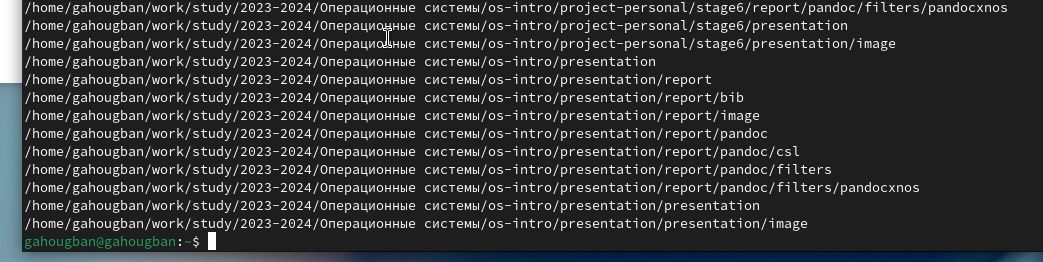 /home/gahougban/work/study/2023-2024/Операционные системы/os-intro/project-personal/stage6/report/pandoc/filters/pandocxnos
/home/gahougban/work/study/2023-2024/Операционные системы/os-intro/project-personal/stage6/presentation
/home/gahougban/work/study/2023-2024/Операционные системы/os-intro/project-personal/stage6/presentation/image
/home/gahougban/work/study/2023-2024/Операционные системы/os-intro/presentation
/home/gahougban/work/study/2023-2024/Операционные системы/os-intro/presentation/report
/home/gahougban/work/study/2023-2024/Операционные системы/os-intro/presentation/report/bib
/home/gahougban/work/study/2023-2024/Операционные системы/os-intro/presentation/report/image
/home/gahougban/work/study/2023-2024/Операционные системы/os-intro/presentation/report/pandoc
/home/gahougban/work/study/2023-2024/Операционные системы/os-intro/presentation/report/pandoc/csl
/home/gahougban/work/study/2023-2024/Операционные системы/os-intro/presentation/report/pandoc/filters
/home/gahougban/work/study/2023-2024/Операционные системы/os-intro/presentation/report/pandoc/filters/pandocxnos
/home/gahougban/work/study/2023-2024/Операционные системы/os-intro/presentation/presentation
/home/gahougban/work/study/2023-2024/Операционные системы/os-intro/presentation/presentation/image
gahougban@gahougban:~$